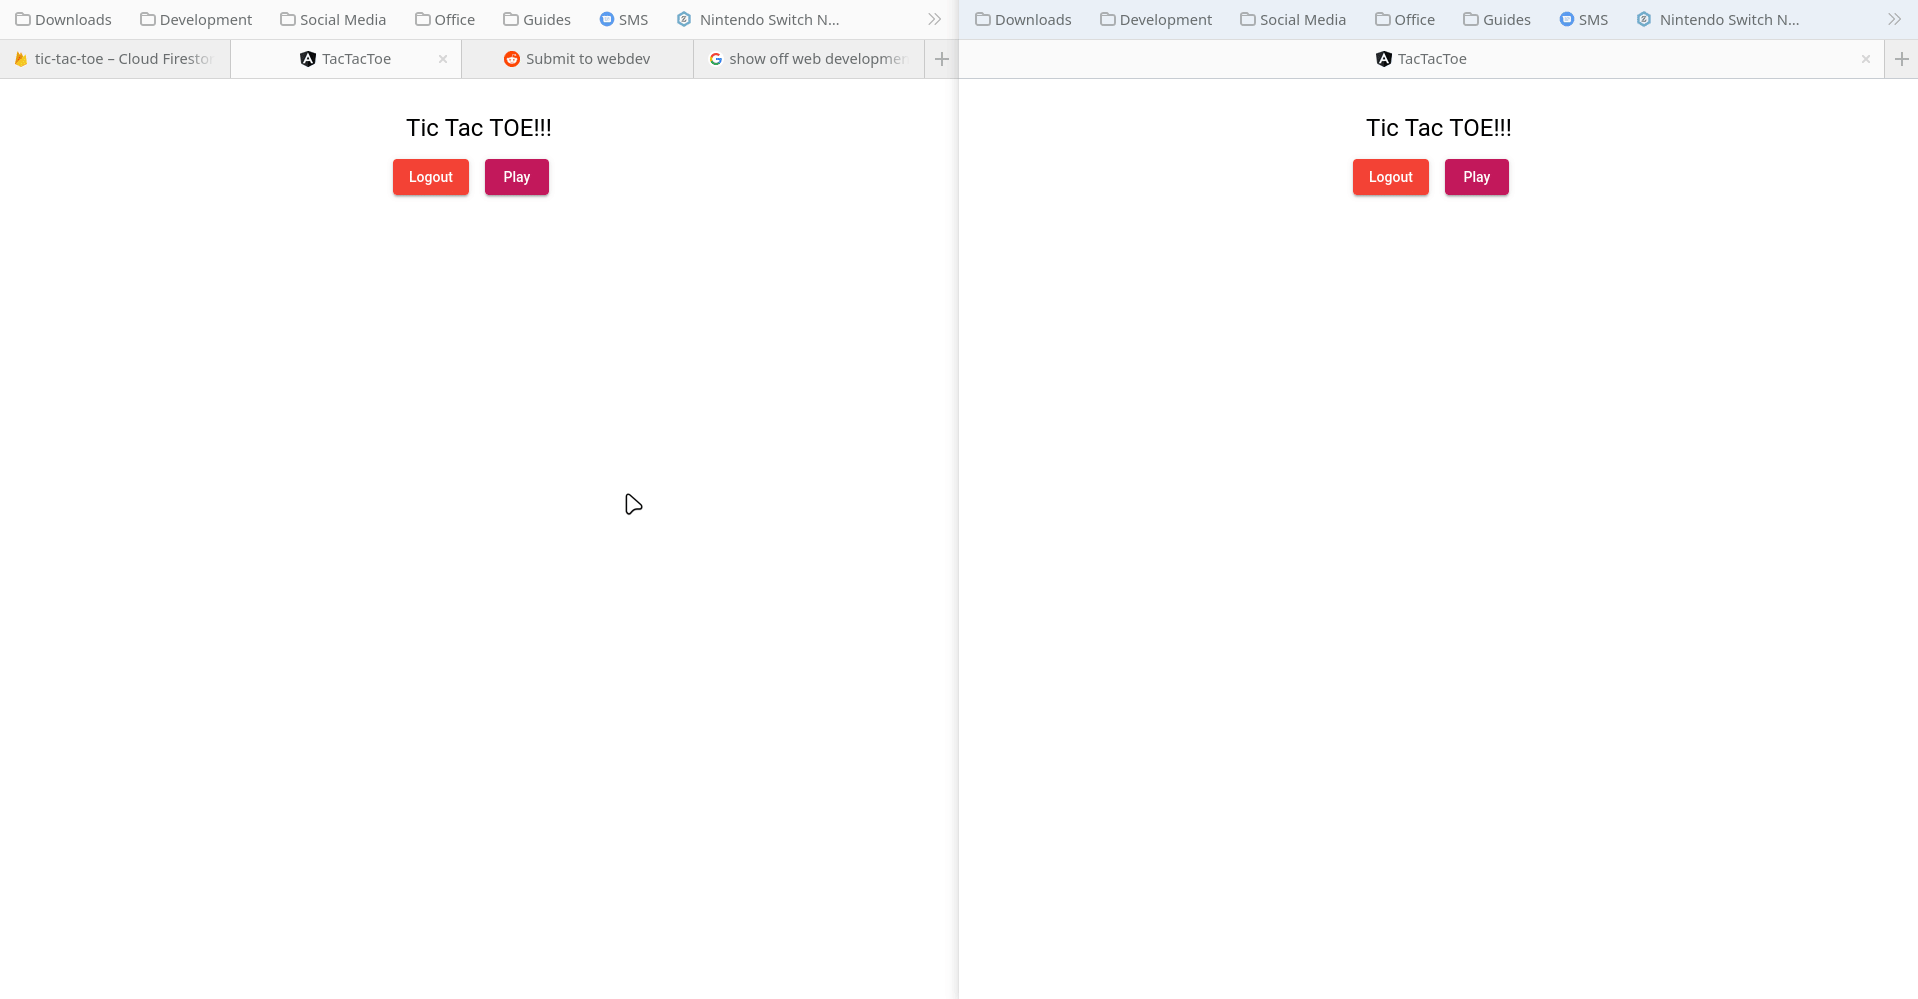 Downloads Development Social Media Office Guides SMS Nintendo Switch N...
tic-tac-toe – Cloud Firesto TacTacToe Submit to webdev show off web developme
Tic Tac TOE!!!
Logout Play
Downloads Development Social Media Office Guides SMS Nintendo Switch N...
TacTacToe
Tic Tac TOE!!!
Logout Play